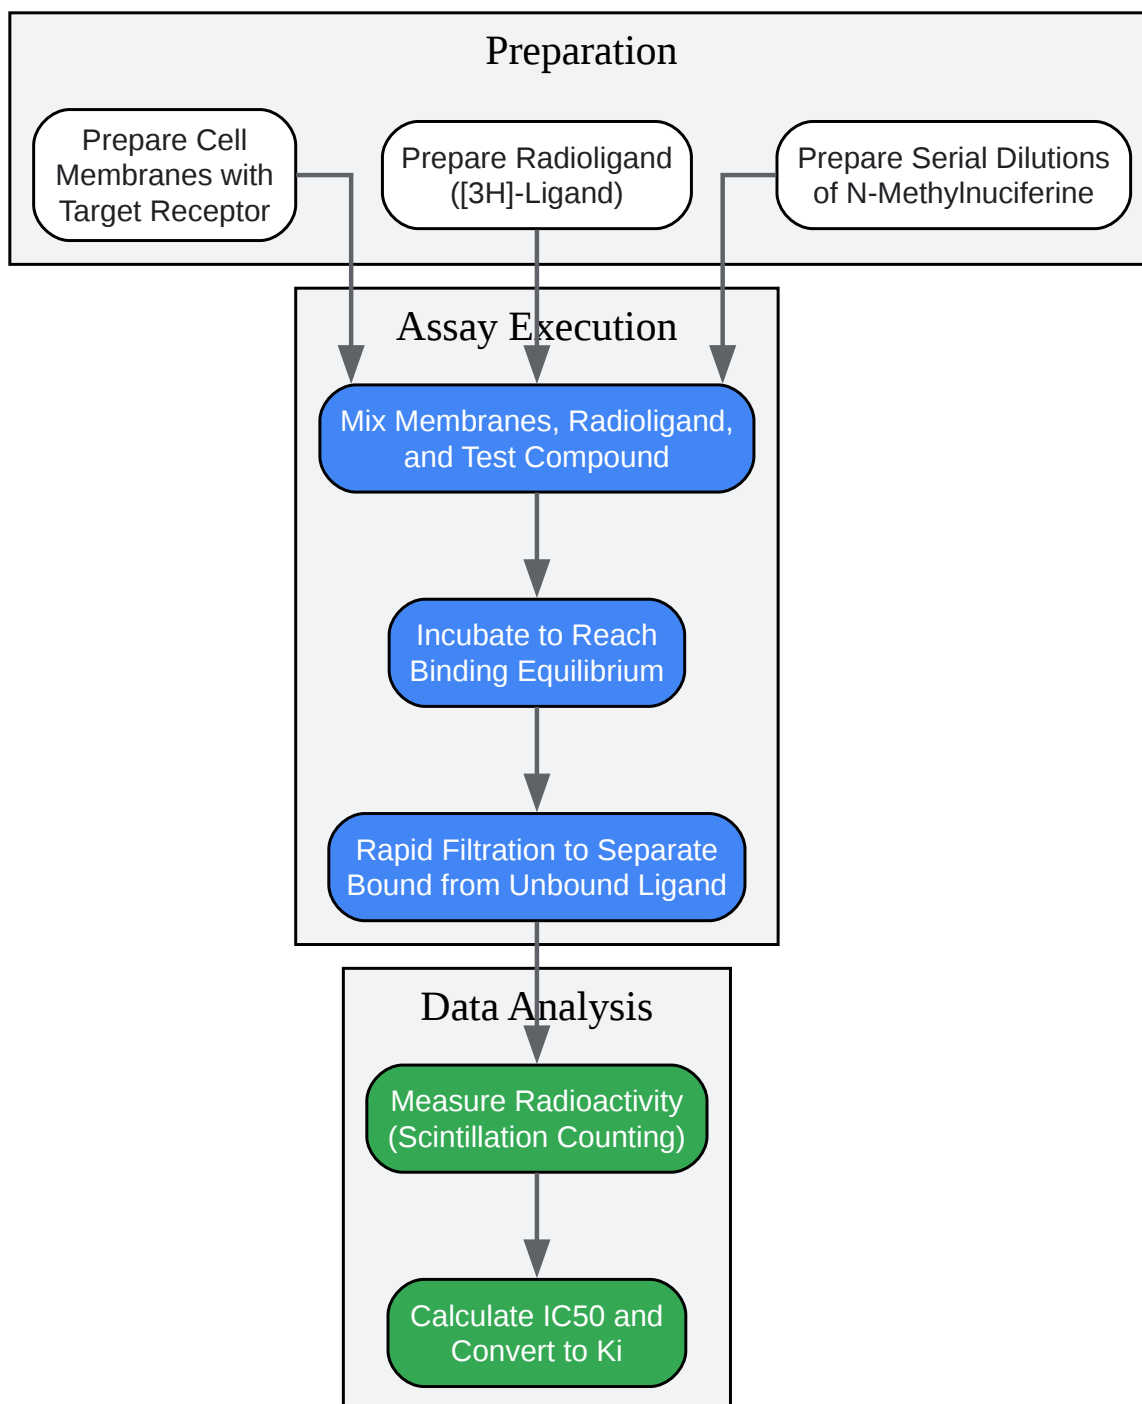 Preparation
Prepare Cell
Membranes with
Target Receptor
Prepare Radioligand
([3H]-Ligand)
Prepare Serial Dilutions
of N-Methylnuciferine
Assay Execution
Mix Membranes, Radioligand,
and Test Compound
Incubate to Reach
Binding Equilibrium
Rapid Filtration to Separate
Bound from Unbound Ligand
Data Analysis
Measure Radioactivity
(Scintillation Counting)
Calculate IC50 and
Convert to Ki